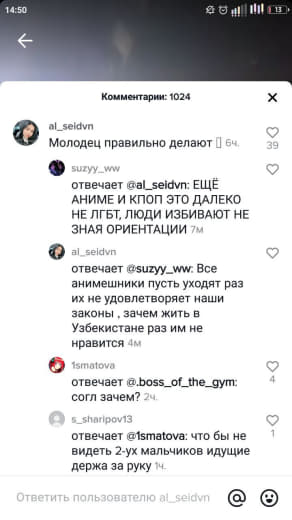 14:50
13
Комментарии: 1024
al_seidvn
Молодец правильно делают 6ч.
39
suzyy_ww
отвечает @al_seidvn: ЕЩЁ
АНИМЕ И КПОП ЭТО ДАЛЕКО
НЕ ЛГБТ, ЛЮДИ ИЗБИВАЮТ НЕ
ЗНАЯ ОРИЕНТАЦИИ 7м
al_seidvn
отвечает @suzyy_ww: Все
анимешники пусть уходят раз
их не удовлетворяет наши
законы , зачем жить в
Узбекистане раз им не
нравится 4м
1smatova
отвечает @.boss_of_the_gym:
согл зачем? 2ч.
4
s_sharipov13
отвечает @1smatova: что бы не
видеть 2-ух мальчиков идущие
держа за руку 1ч.
1
Ответить пользователю al_seidvn